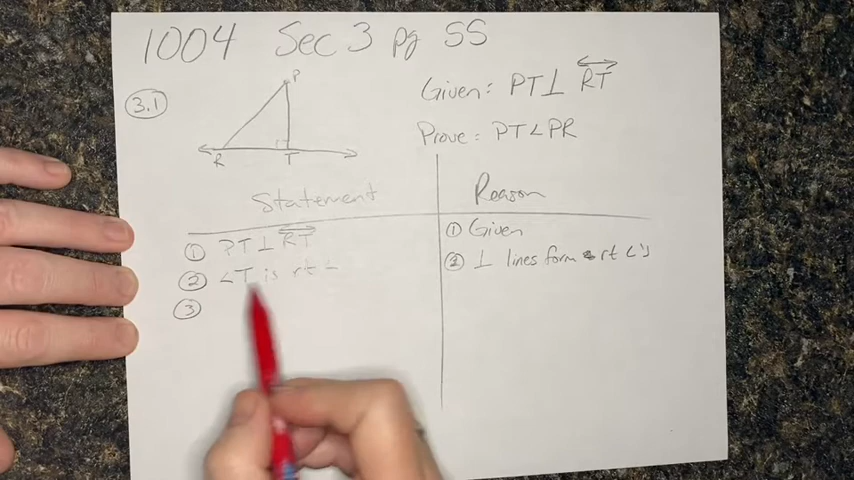 1004 Sec 3 pg 55
3.1
P
R T
Given: PT⊥ RT
Prove: PT<PR
Statement Reason
① PT⊥ RT ① Given
② ∠T is rt ∠ ② ⊥ lines form rt ∠'s
③